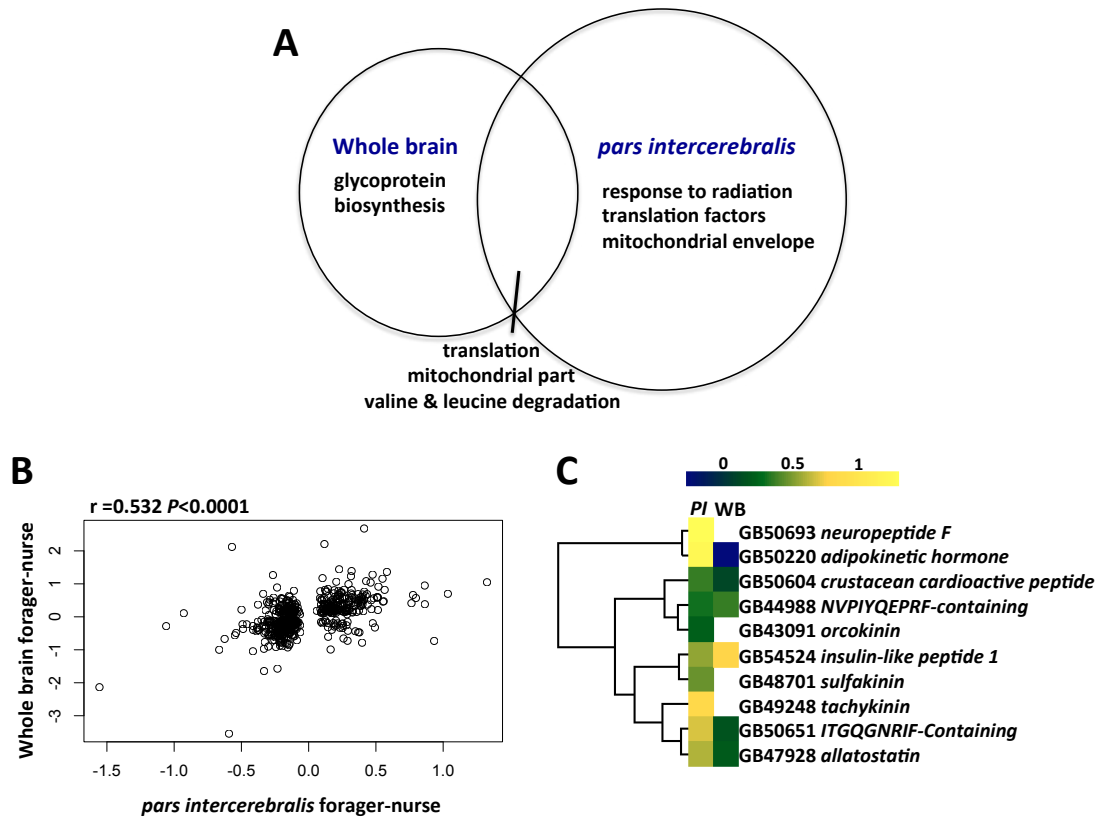 A
Whole brain
glycoprotein
biosynthesis
pars intercerebralis
response to radiation
translation factors
mitochondrial envelope
translation
mitochondrial part
valine & leucine degradation
B
r =0.532 P<0.0001
Whole brain forager-nurse
2
1
0
-1
-2
-3
-1.5 -1.0 -0.5 0.0 0.5 1.0
pars intercerebralis forager-nurse
C
0 0.5 1
PI WB
GB50693 neuropeptide F
GB50220 adipokinetic hormone
GB50604 crustacean cardioactive peptide
GB44988 NVPIYQEPRF-containing
GB43091 orcokinin
GB54524 insulin-like peptide 1
GB48701 sulfakinin
GB49248 tachykinin
GB50651 ITGQGNRIF-Containing
GB47928 allatostatin